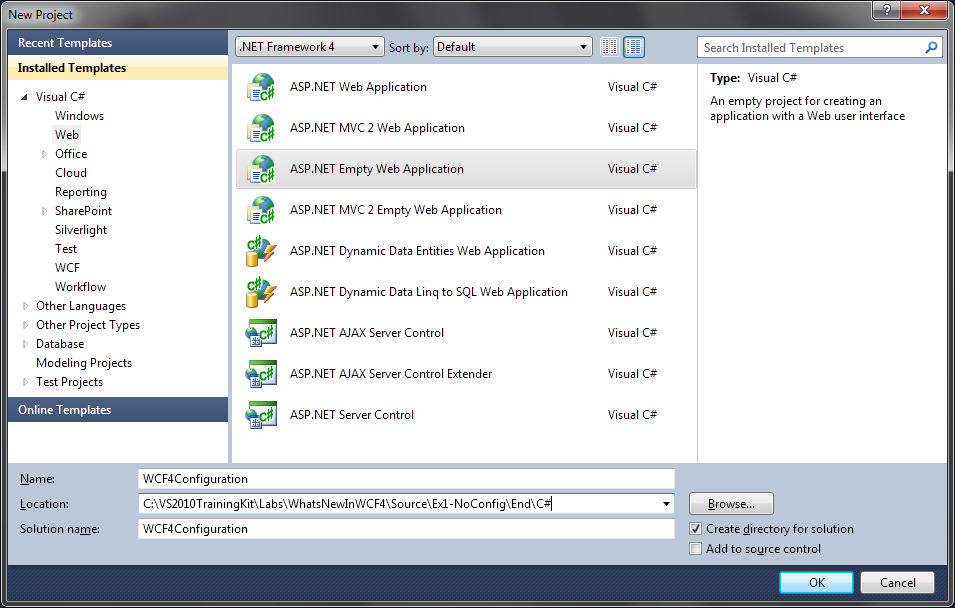 New Project
Recent Templates
Installed Templates
Visual C#
Windows
Web
Office
Cloud
Reporting
SharePoint
Silverlight
Test
WCF
Workflow
Other Languages
Other Project Types
Database
Modeling Projects
Test Projects
Online Templates
.NET Framework 4 Sort by: Default
ASP.NET Web Application Visual C#
ASP.NET MVC 2 Web Application Visual C#
ASP.NET Empty Web Application Visual C#
ASP.NET MVC 2 Empty Web Application Visual C#
ASP.NET Dynamic Data Entities Web Application Visual C#
ASP.NET Dynamic Data Linq to SQL Web Application Visual C#
ASP.NET AJAX Server Control Visual C#
ASP.NET AJAX Server Control Extender Visual C#
ASP.NET Server Control Visual C#
Search Installed Templates
Type: Visual C#
An empty project for creating an
application with a Web user interface
Name: WCF4Configuration
Location: C:\VS2010TrainingKit\Labs\WhatsNewInWCF4\Source\Ex1-NoConfig\End\C# Browse...
Solution name: WCF4Configuration
Create directory for solution
Add to source control
OK Cancel